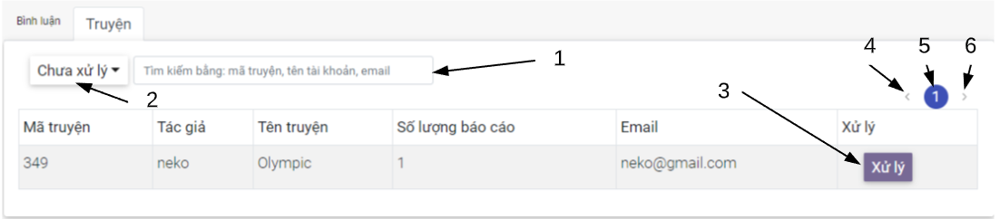 Bình luận Truyện
4 5 6
Chưa xử lý Tìm kiếm bằng: mã truyện, tên tài khoản, email 1
2 3 1
Mã truyện Tác giả Tên truyện Số lượng báo cáo Email Xử lý
349 neko Olympic 1 neko@gmail.com Xử lý